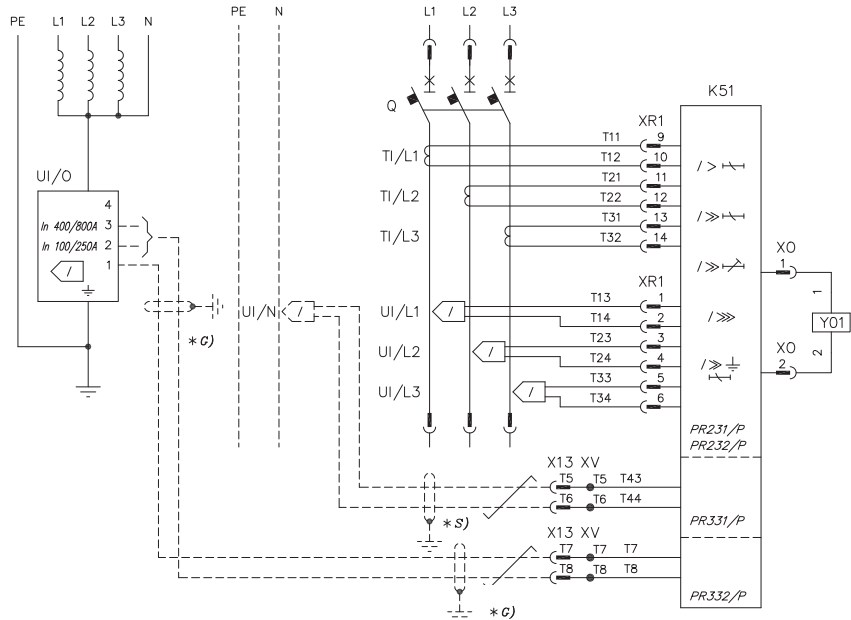 PE L1 L2 L3 N
PE N
L1 L2 L3
K51
Q
XR1
T11 9
TI/L1 T12 10
T21 11
TI/L2 T22 12
T31 13
TI/L3 T32 14
UI/O
4
In 400/800A 3
In 100/250A 2
1
/
/ > 
/ >>
/ >>
/ >>>
/ >>
XO
1
1
Y01
2
XO
2
XR1
UI/N /
T13 1
UI/L1 / T14 2
T23 3
UI/L2 / T24 4
T33 5
UI/L3 / T34 6
* G)
PR231/P
PR232/P
X13 XV
T5 T5 T43
T6 T6 T44
* S)
PR331/P
X13 XV
T7 T7 T7
T8 T8 T8
* G)
PR332/P